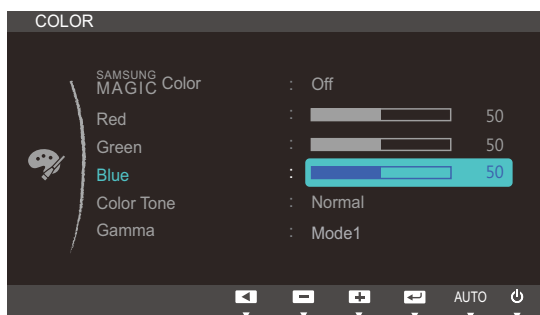 COLOR
SAMSUNG MAGIC Color : Off
Red : 50
Green : 50
Blue : 50
Color Tone : Normal
Gamma : Mode1
AUTO